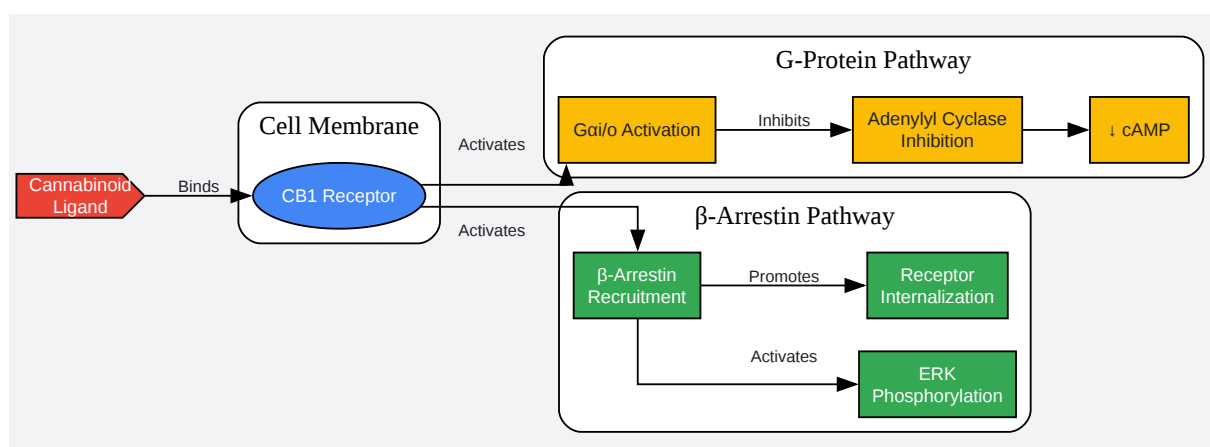 G-Protein Pathway
Cell Membrane
Activates
Gαi/o Activation
Inhibits
Adenylyl Cyclase
Inhibition
↓ cAMP
Cannabinoid
Ligand
Binds
CB1 Receptor
Activates
β-Arrestin Pathway
β-Arrestin
Recruitment
Promotes
Receptor
Internalization
Activates
ERK
Phosphorylation